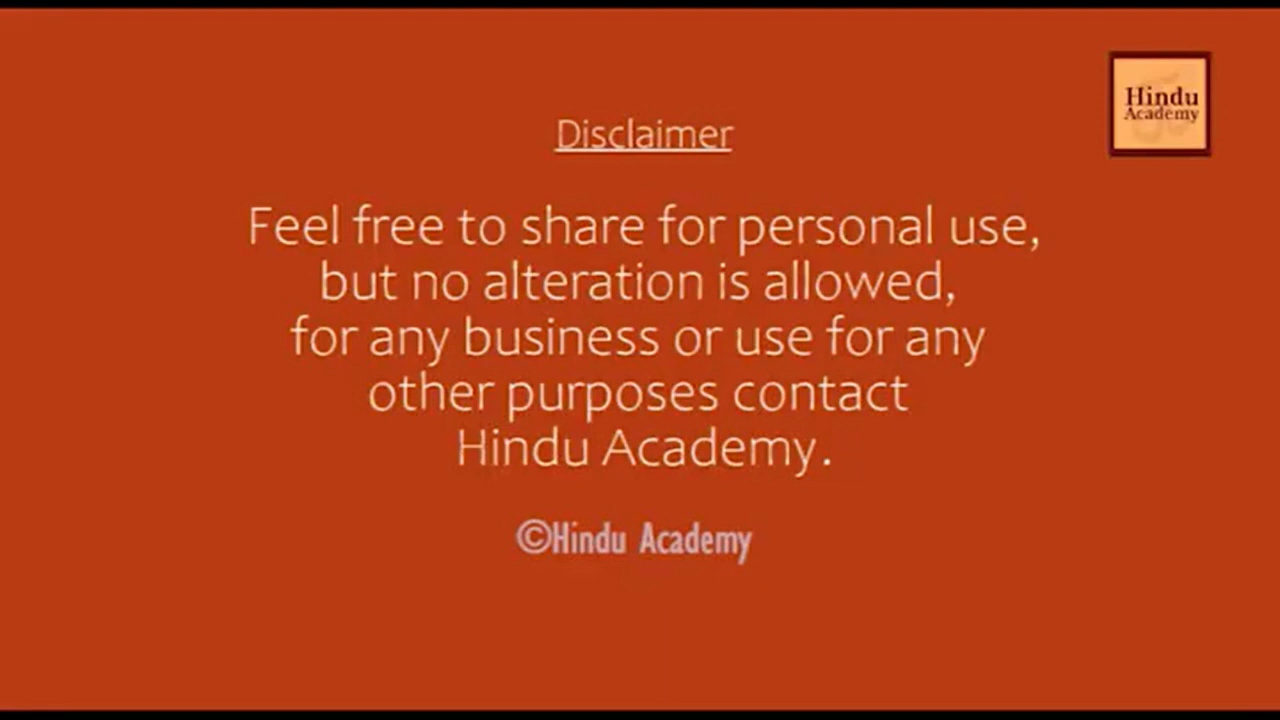 Hindu
Academy
Disclaimer
Feel free to share for personal use,
but no alteration is allowed,
for any business or use for any
other purposes contact
Hindu Academy.
©Hindu Academy